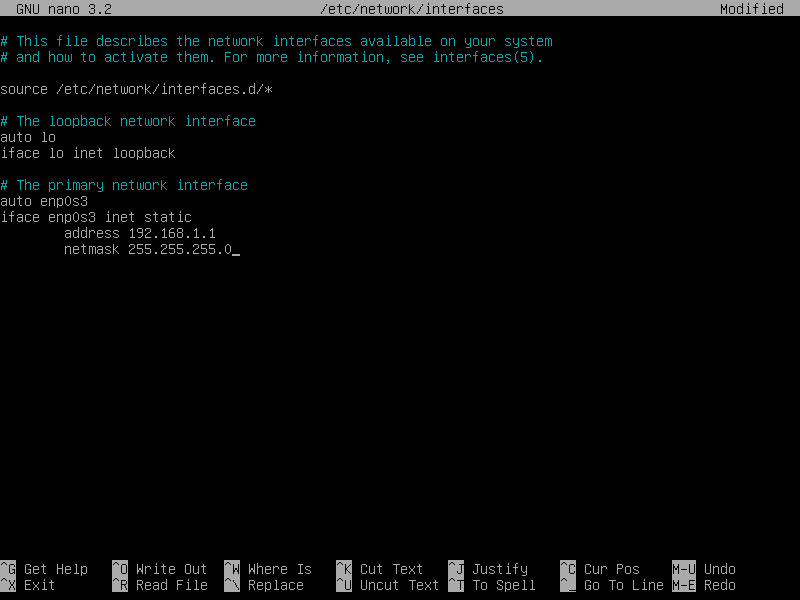 GNU nano 3.2 /etc/network/interfaces Modified
# This file describes the network interfaces available on your system
# and how to activate them. For more information, see interfaces(5).
source /etc/network/interfaces.d/*
# The loopback network interface
auto lo
iface lo inet loopback
# The primary network interface
auto enp0s3
iface enp0s3 inet static
address 192.168.1.1
netmask 255.255.255.0_
^G Get Help ^O Write Out ^W Where Is ^K Cut Text ^J Justify ^C Cur Pos M-U Undo
^X Exit ^R Read File ^\ Replace ^U Uncut Text ^T To Spell ^_ Go To Line M-E Redo